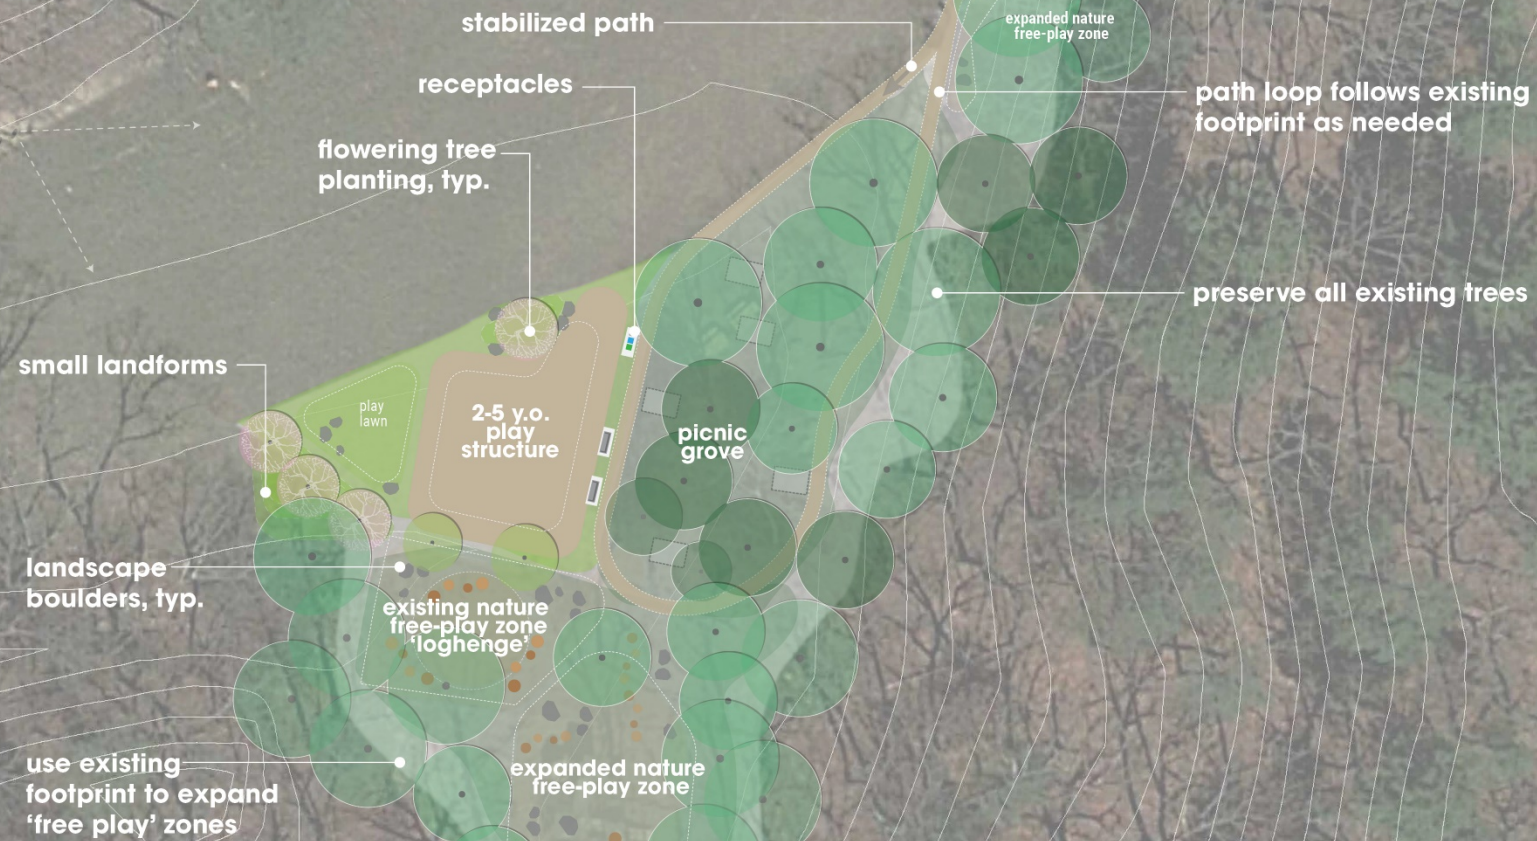 expanded nature
free-play zone
stabilized path
receptacles
path loop follows existing
footprint as needed
flowering tree
planting, typ.
preserve all existing trees
small landforms
play
lawn
2-5 y.o.
play
structure
picnic
grove
landscape
boulders, typ.
existing nature
free-play zone
'loghenge'
use existing
footprint to expand
'free play' zones
expanded nature
free-play zone